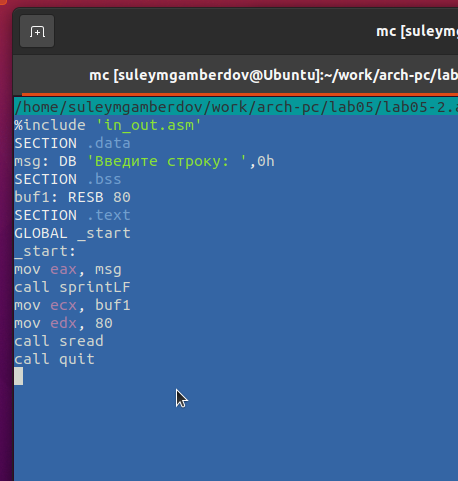 mc [suleymg
mc [suleymgamberdov@Ubuntu]:~/work/arch-pc/lab
/home/suleymgamberdov/work/arch-pc/lab05/lab05-2.a
%include 'in_out.asm'
SECTION .data
msg: DB 'Введите строку: ',0h
SECTION .bss
buf1: RESB 80
SECTION .text
GLOBAL _start
_start:
mov eax, msg
call sprintLF
mov ecx, buf1
mov edx, 80
call sread
call quit